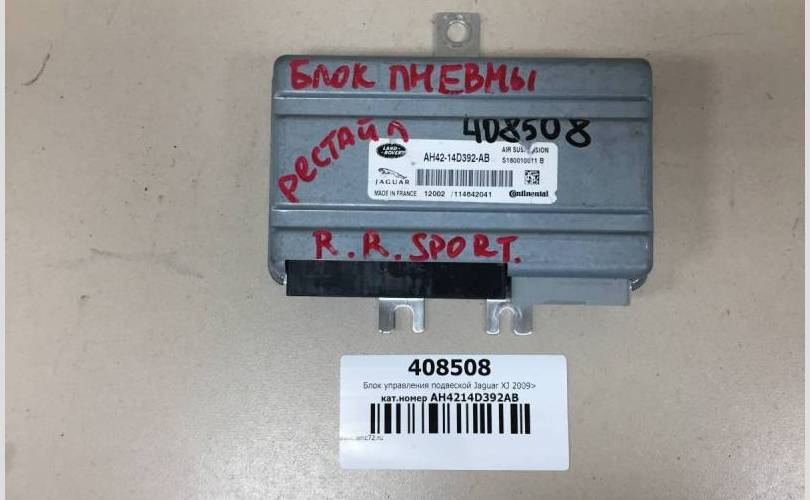 БЛОК ПНЕВМЫ
РЕСТАЙЛ
408508
LAND-ROVER
AH42-14D392-AB
AIR SUSPENSION
S180010011 B
JAGUAR
MADE IN FRANCE 12002 /114642041 Continental
R. R. SPORT.
408508
Блок управления подвеской Jaguar XJ 2009>
кат.номер AH4214D392AB